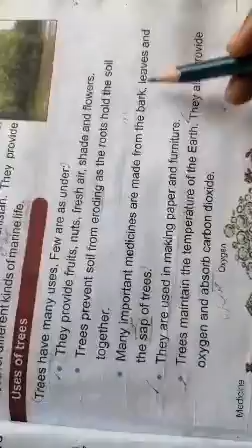 different kinds of marine life.
They provide
Uses of trees
Trees have many uses. Few are as under:
• They provide fruits, nuts, fresh air, shade and flowers.
• Trees prevent soil from eroding as the roots hold the soil
together.
• Many important medicines are made from the bark, leaves and
the sap of trees.
• They are used in making paper and furniture.
• Trees maintain the temperature of the Earth. They also provide
oxygen and absorb carbon dioxide.
Oxygen
Medicine